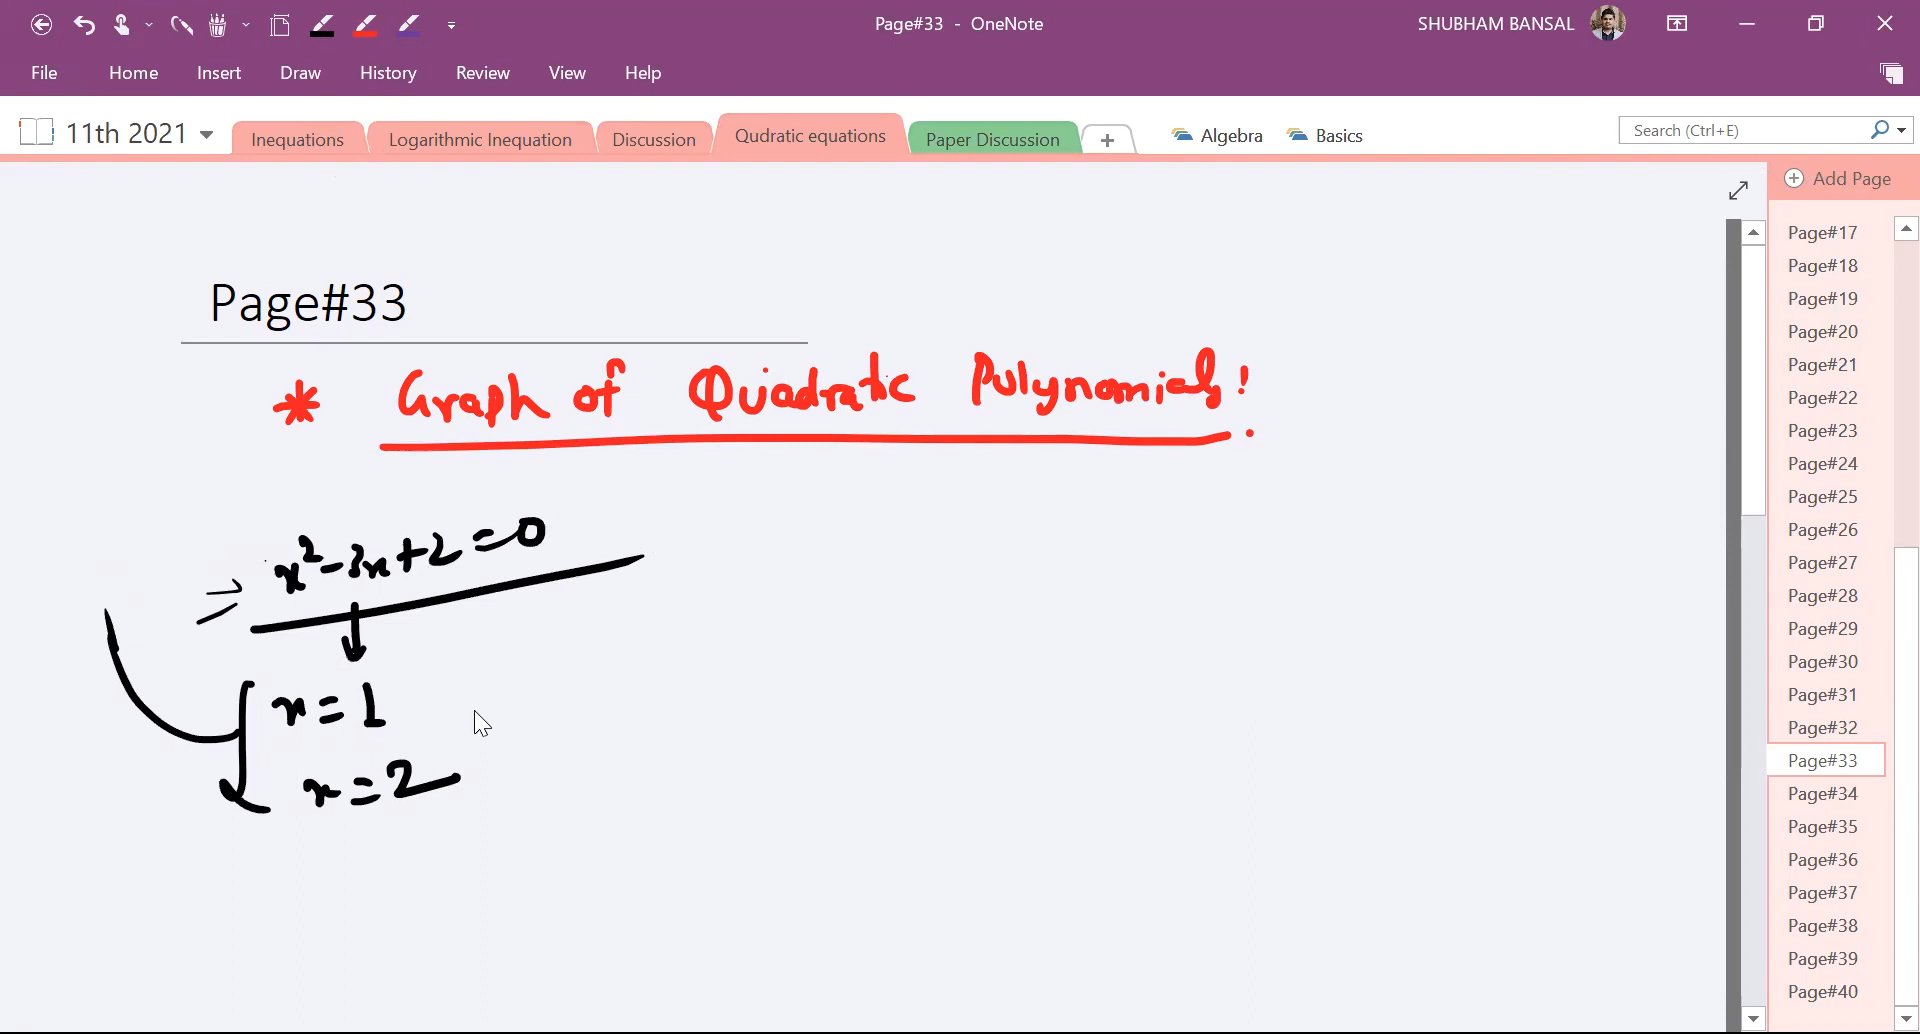 Page#33 - OneNote
SHUBHAM BANSAL
File Home Insert Draw History Review View Help
11th 2021
Inequations
Logarithmic Inequation
Discussion
Qudratic equations
Paper Discussion
+
Algebra
Basics
Search (Ctrl+E)
Add Page
Page#33
* Graph of Quadratic Polynomials:
⇒ x²-3x+2=0
x=1
x=2
Page#17
Page#18
Page#19
Page#20
Page#21
Page#22
Page#23
Page#24
Page#25
Page#26
Page#27
Page#28
Page#29
Page#30
Page#31
Page#32
Page#33
Page#34
Page#35
Page#36
Page#37
Page#38
Page#39
Page#40